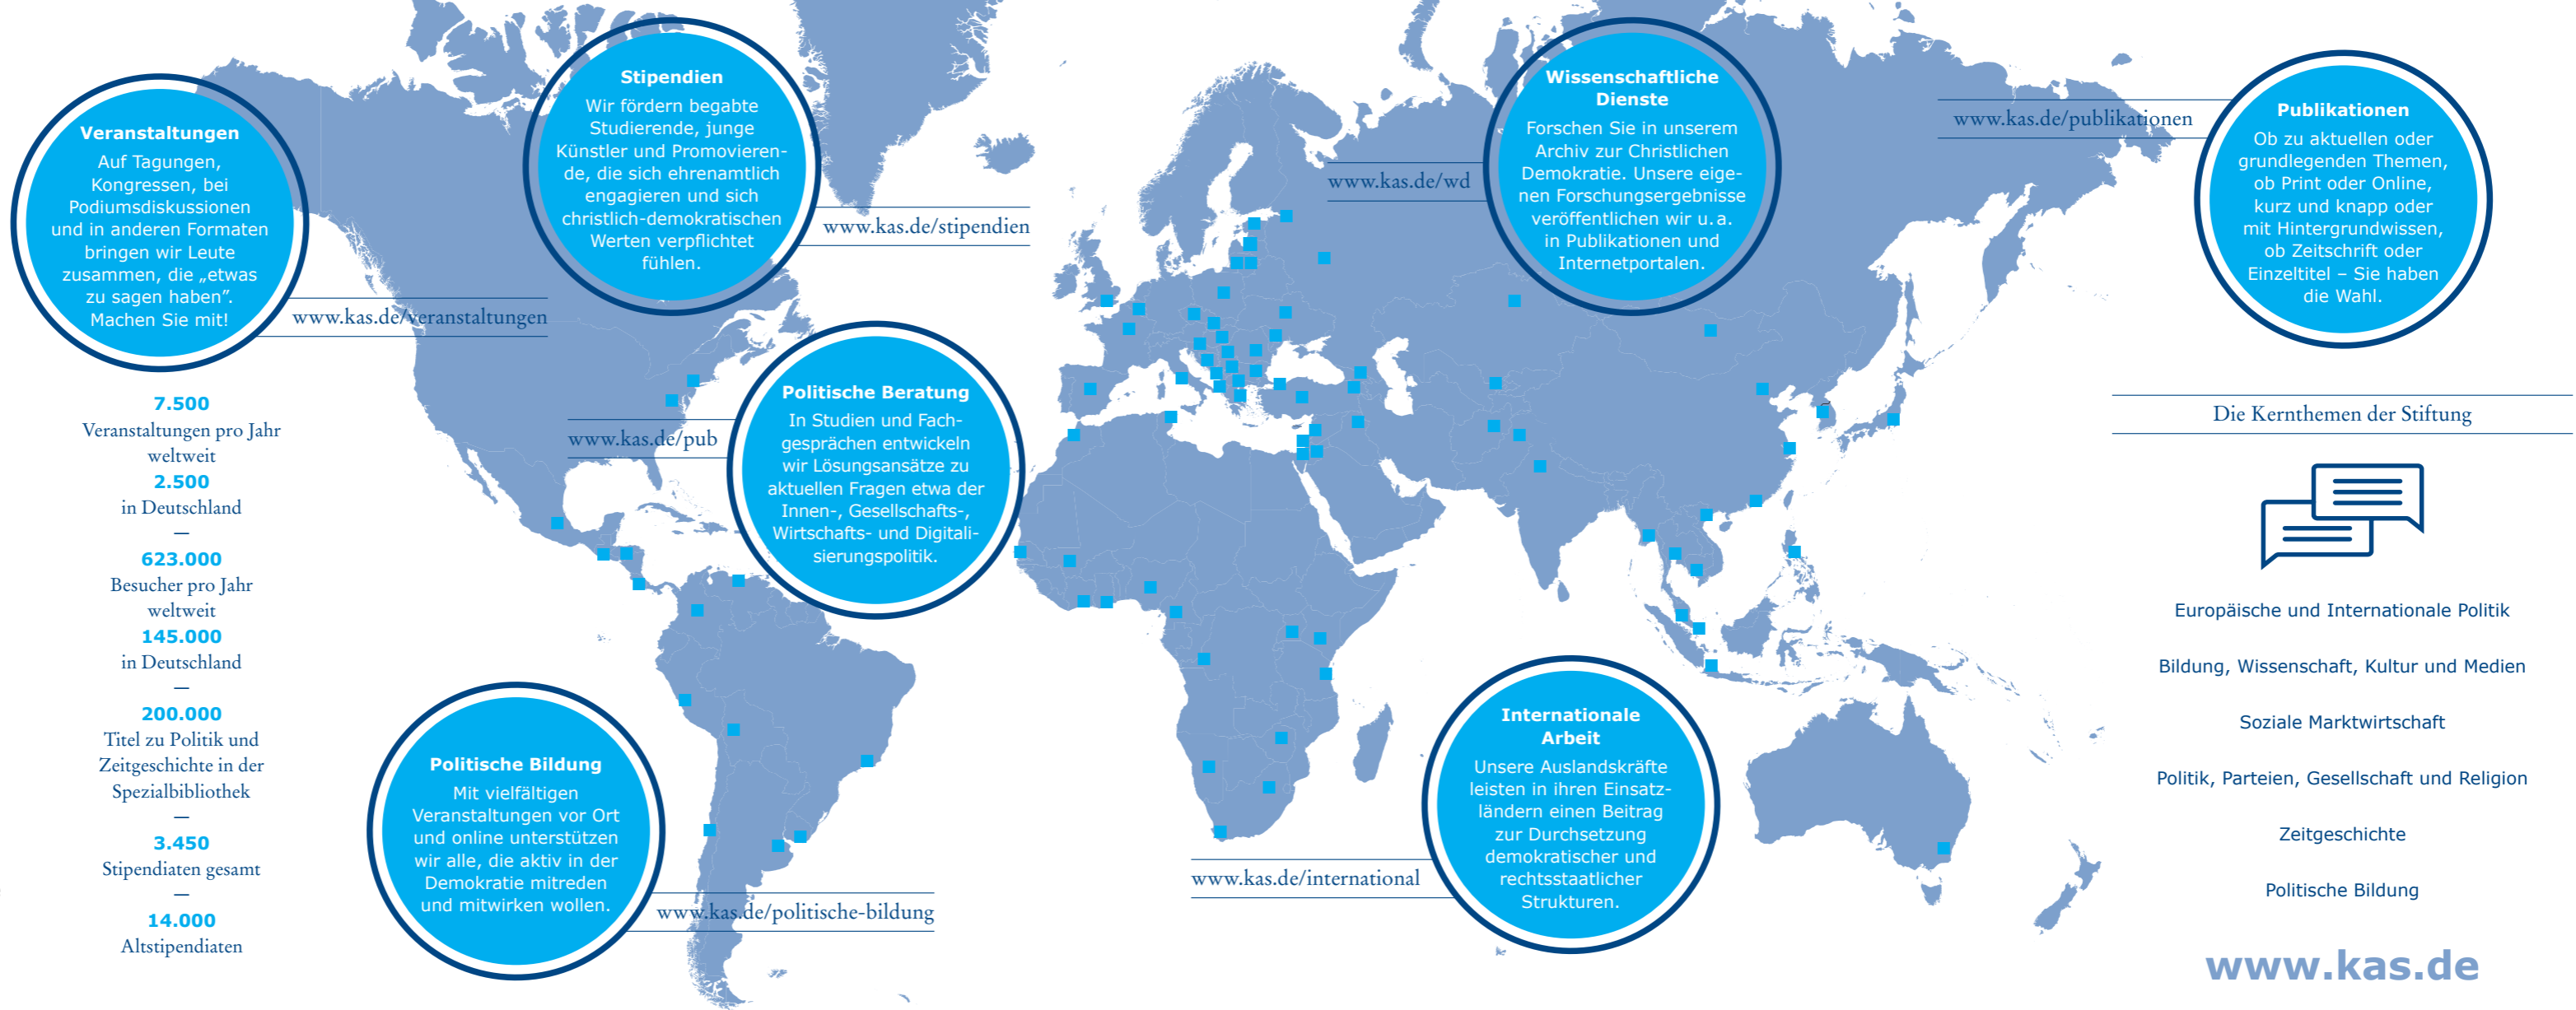 Veranstaltungen
Auf Tagungen,
Kongressen, bei
Podiumsdiskussionen
und in anderen Formaten
bringen wir Leute
zusammen, die „etwas
zu sagen haben”.
Machen Sie mit!
www.kas.de/veranstaltungen
Stipendien
Wir fördern begabte
Studierende, junge
Künstler und Promovieren-
de, die sich ehrenamtlich
engagieren und sich
christlich-demokratischen
Werten verpflichtet
fühlen.
www.kas.de/stipendien
Wissenschaftliche
Dienste
Forschen Sie in unserem
Archiv zur Christlichen
Demokratie. Unsere eige-
nen Forschungsergebnisse
veröffentlichen wir u. a.
in Publikationen und
Internetportalen.
www.kas.de/wd
www.kas.de/publikationen
Publikationen
Ob zu aktuellen oder
grundlegenden Themen,
ob Print oder Online,
kurz und knapp oder
mit Hintergrundwissen,
ob Zeitschrift oder
Einzeltitel – Sie haben
die Wahl.
7.500
Veranstaltungen pro Jahr
weltweit
2.500
in Deutschland
—
623.000
Besucher pro Jahr
weltweit
145.000
in Deutschland
—
200.000
Titel zu Politik und
Zeitgeschichte in der
Spezialbibliothek
—
3.450
Stipendiaten gesamt
—
14.000
Altstipendiaten
www.kas.de/pub
Politische Beratung
In Studien und Fach-
gesprächen entwickeln
wir Lösungsansätze zu
aktuellen Fragen etwa der
Innen-, Gesellschafts-,
Wirtschafts- und Digitali-
sierungspolitik.
Politische Bildung
Mit vielfältigen
Veranstaltungen vor Ort
und online unterstützen
wir alle, die aktiv in der
Demokratie mitreden
und mitwirken wollen.
www.kas.de/politische-bildung
Internationale
Arbeit
Unsere Auslandskräfte
leisten in ihren Einsatz-
ländern einen Beitrag
zur Durchsetzung
demokratischer und
rechtsstaatlicher
Strukturen.
www.kas.de/international
Die Kernthemen der Stiftung
Europäische und Internationale Politik
Bildung, Wissenschaft, Kultur und Medien
Soziale Marktwirtschaft
Politik, Parteien, Gesellschaft und Religion
Zeitgeschichte
Politische Bildung
www.kas.de